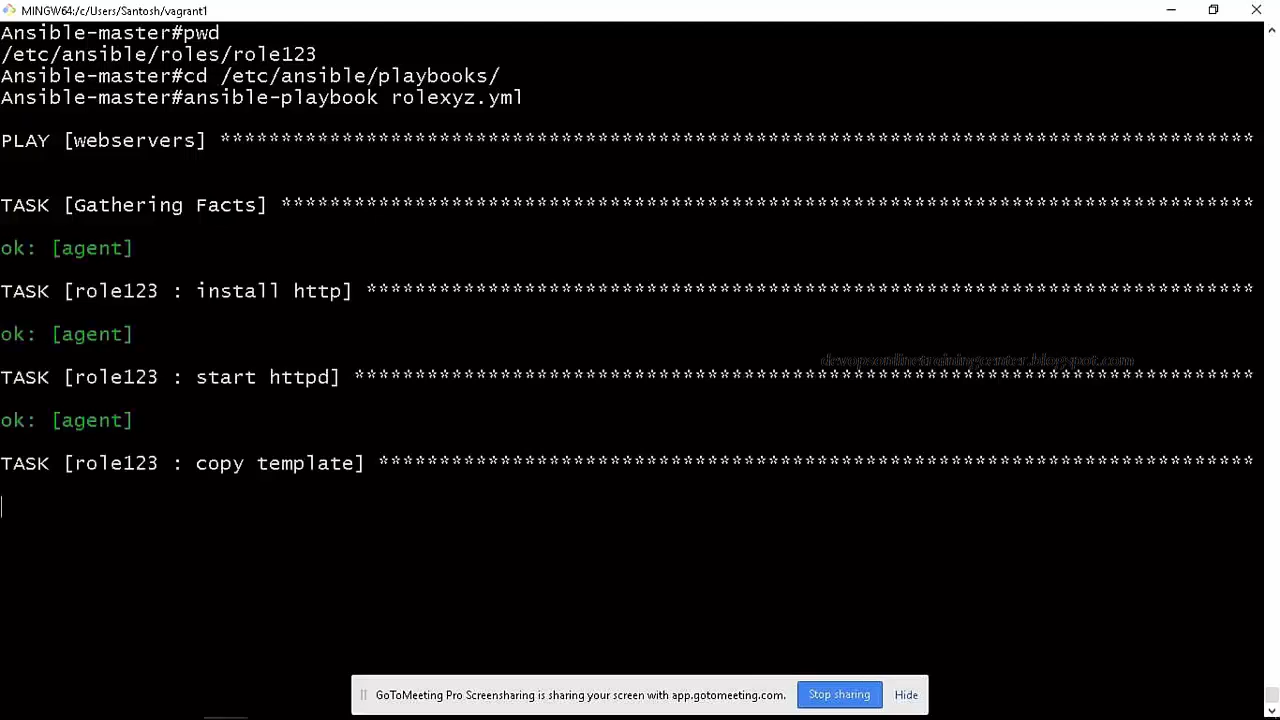 MINGW64:/c/Users/Santosh/vagrant1
Ansible-master#pwd
/etc/ansible/roles/role123
Ansible-master#cd /etc/ansible/playbooks/
Ansible-master#ansible-playbook rolexyz.yml
PLAY [webservers] *************************************************************************************
TASK [Gathering Facts] ********************************************************************************
ok: [agent]
TASK [role123 : install http] *************************************************************************
ok: [agent]
devopsonlinetrainingcenter.blogspot.com
TASK [role123 : start httpd] **************************************************************************
ok: [agent]
TASK [role123 : copy template] ************************************************************************
GoToMeeting Pro Screensharing is sharing your screen with app.gotomeeting.com.
Stop sharing
Hide